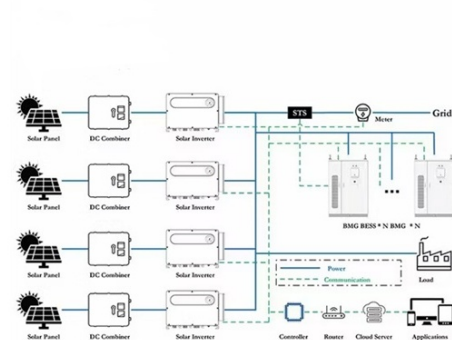 STS
Meter
Grid
Solar Panel DC Combiner Solar Inverter
Solar Panel DC Combiner Solar Inverter
BMG BESS * N BMG * N
Solar Panel DC Combiner Solar Inverter
Power
Communication
Load
Solar Panel DC Combiner Solar Inverter
Controller Router Cloud Server Applications